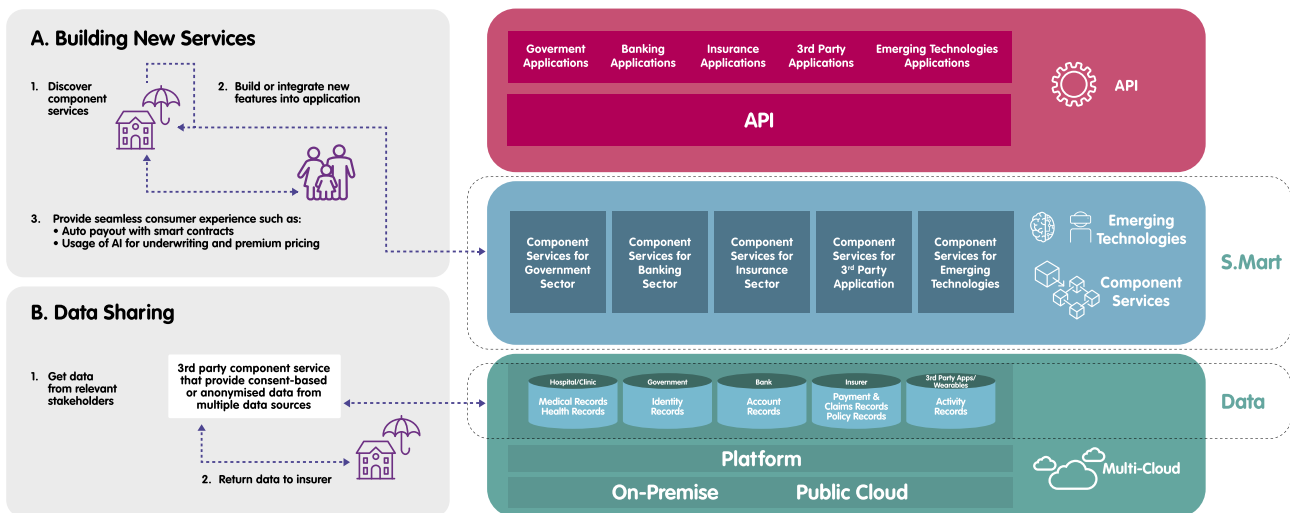 A. Building New Services
1. Discover
component
services
2. Build or integrate new
features into application
3. Provide seamless consumer experience such as:
• Auto payout with smart contracts
• Usage of AI for underwriting and premium pricing
B. Data Sharing
1. Get data
from relevant
stakeholders
3rd party component service
that provide consent-based
or anonymised data from
multiple data sources
2. Return data to insurer
Goverment
Applications
Banking
Applications
Insurance
Applications
3rd Party
Applications
Emerging Technologies
Applications
API
API
Component
Services for
Government
Sector
Component
Services for
Banking
Sector
Component
Services for
Insurance
Sector
Component
Services for
3rd Party
Application
Component
Services for
Emerging
Technologies
Emerging
Technologies
Component
Services
S.Mart
Hospital/Clinic
Medical Records
Health Records
Government
Identity
Records
Bank
Account
Records
Insurer
Payment &
Claims Records
Policy Records
3rd Party Apps/
Wearables
Activity
Records
Data
Platform
Multi-Cloud
On-Premise
Public Cloud